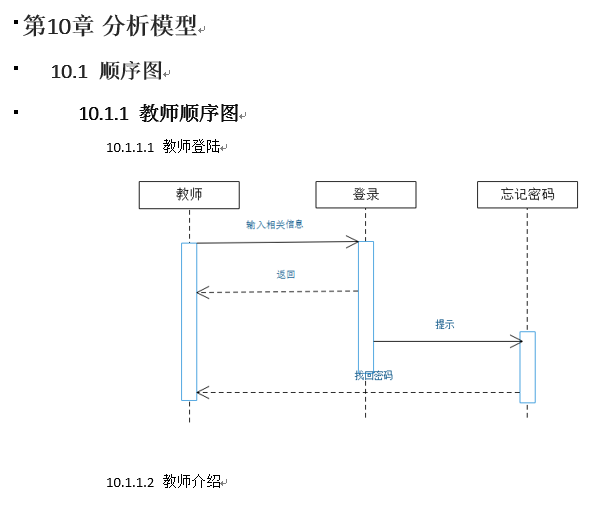 第10章 分析模型
10.1 顺序图
10.1.1 教师顺序图
10.1.1.1 教师登陆
教师 登录 忘记密码
输入相关信息
返回
提示
找回密码
10.1.1.2 教师介绍